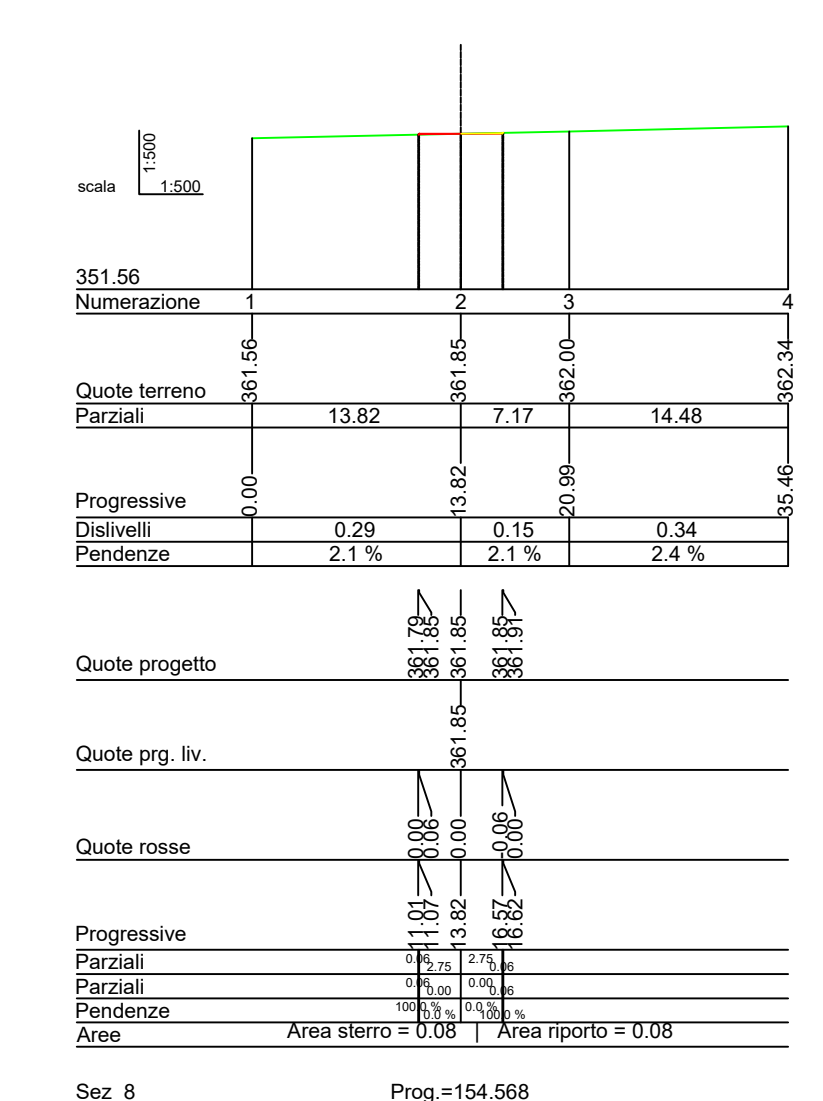 1:500
scala 1:500
351.56
Numerazione 1 2 3 4
Quote terreno 361.56 361.85 362.00 362.34
Parziali 13.82 7.17 14.48
Progressive 0.00 13.82 20.99 35.46
Dislivelli 0.29 0.15 0.34
Pendenze 2.1 % 2.1 % 2.4 %
Quote progetto 361.79 361.85 361.85 361.85 361.91
Quote prg. liv. 361.85
Quote rosse 0.00 0.06 0.00 -0.06 0.00
Progressive 11.01 11.07 13.82 16.57 16.62
Parziali 0.06 2.75 2.75 0.06
Parziali 0.06 0.00 0.00 0.06
Pendenze 100.0 % 0.0 % 0.0 % 100.0 %
Aree Area sterro = 0.08 | Area riporto = 0.08
Sez 8 Prog.=154.568